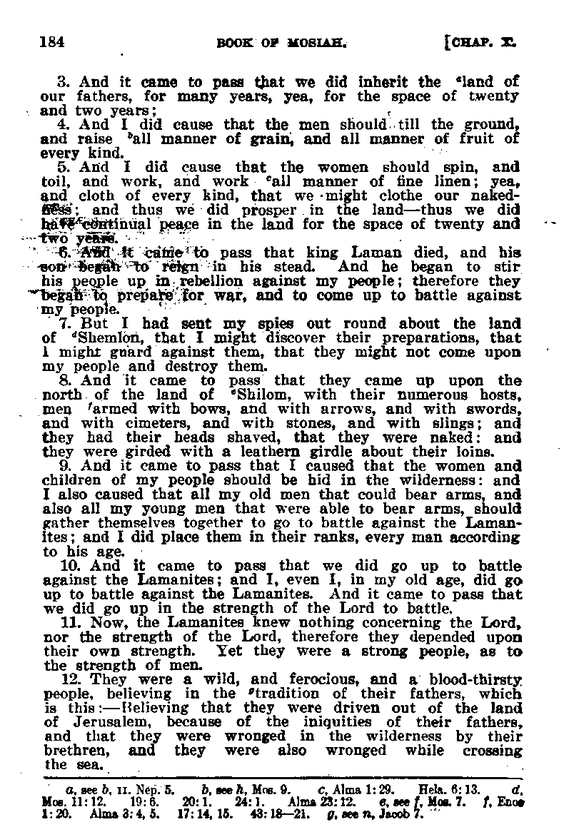 184 BOOK OF MOSIAH. [CHAP. X.
3. And it came to pass that we did inherit the ᵃland of
our fathers, for many years, yea, for the space of twenty
and two years;
4. And I did cause that the men should till the ground,
and raise ᵇall manner of grain, and all manner of fruit of
every kind.
5. And I did cause that the women should spin, and
toil, and work, and work ᶜall manner of fine linen; yea,
and cloth of every kind, that we might clothe our naked-
ness; and thus we did prosper in the land—thus we did
have continual peace in the land for the space of twenty and
two years.
6. And it came to pass that king Laman died, and his
son began to reign in his stead. And he began to stir
his people up in rebellion against my people; therefore they
began to prepare for war, and to come up to battle against
my people.
7. But I had sent my spies out round about the land
of ᵈShemlon, that I might discover their preparations, that
I might guard against them, that they might not come upon
my people and destroy them.
8. And it came to pass that they came up upon the
north of the land of ᵉShilom, with their numerous hosts,
men ᶠarmed with bows, and with arrows, and with swords,
and with cimeters, and with stones, and with slings; and
they had their heads shaved, that they were naked: and
they were girded with a leathern girdle about their loins.
9. And it came to pass that I caused that the women and
children of my people should be hid in the wilderness: and
I also caused that all my old men that could bear arms, and
also all my young men that were able to bear arms, should
gather themselves together to go to battle against the Laman-
ites; and I did place them in their ranks, every man according
to his age.
10. And it came to pass that we did go up to battle
against the Lamanites; and I, even I, in my old age, did go
up to battle against the Lamanites. And it came to pass that
we did go up in the strength of the Lord to battle.
11. Now, the Lamanites knew nothing concerning the Lord,
nor the strength of the Lord, therefore they depended upon
their own strength. Yet they were a strong people, as to
the strength of men.
12. They were a wild, and ferocious, and a blood-thirsty
people, believing in the ᵍtradition of their fathers, which
is this:—Believing that they were driven out of the land
of Jerusalem, because of the iniquities of their fathers,
and that they were wronged in the wilderness by their
brethren, and they were also wronged while crossing
the sea.
a, see b, II. Nep. 5. b, see h, Mos. 9. c, Alma 1:29. Hela. 6:13. d,
Mos. 11:12. 19:6. 20:1. 24:1. Alma 23:12. e, see f, Mos. 7. f, Enos
1:20. Alma 3:4, 5. 17:14, 15. 43:18—21. g, see n, Jacob 7.